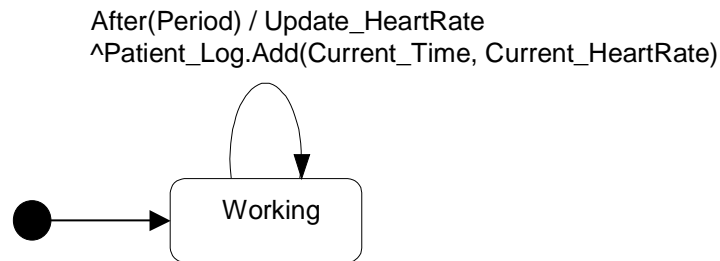 After(Period) / Update_HeartRate
^Patient_Log.Add(Current_Time, Current_HeartRate)
Working